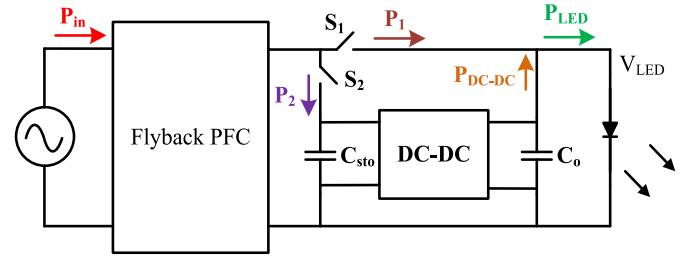 P_in
S_1
P_1
P_LED
S_2
P_2
P_DC-DC
V_LED
Flyback PFC
C_sto
DC-DC
C_o